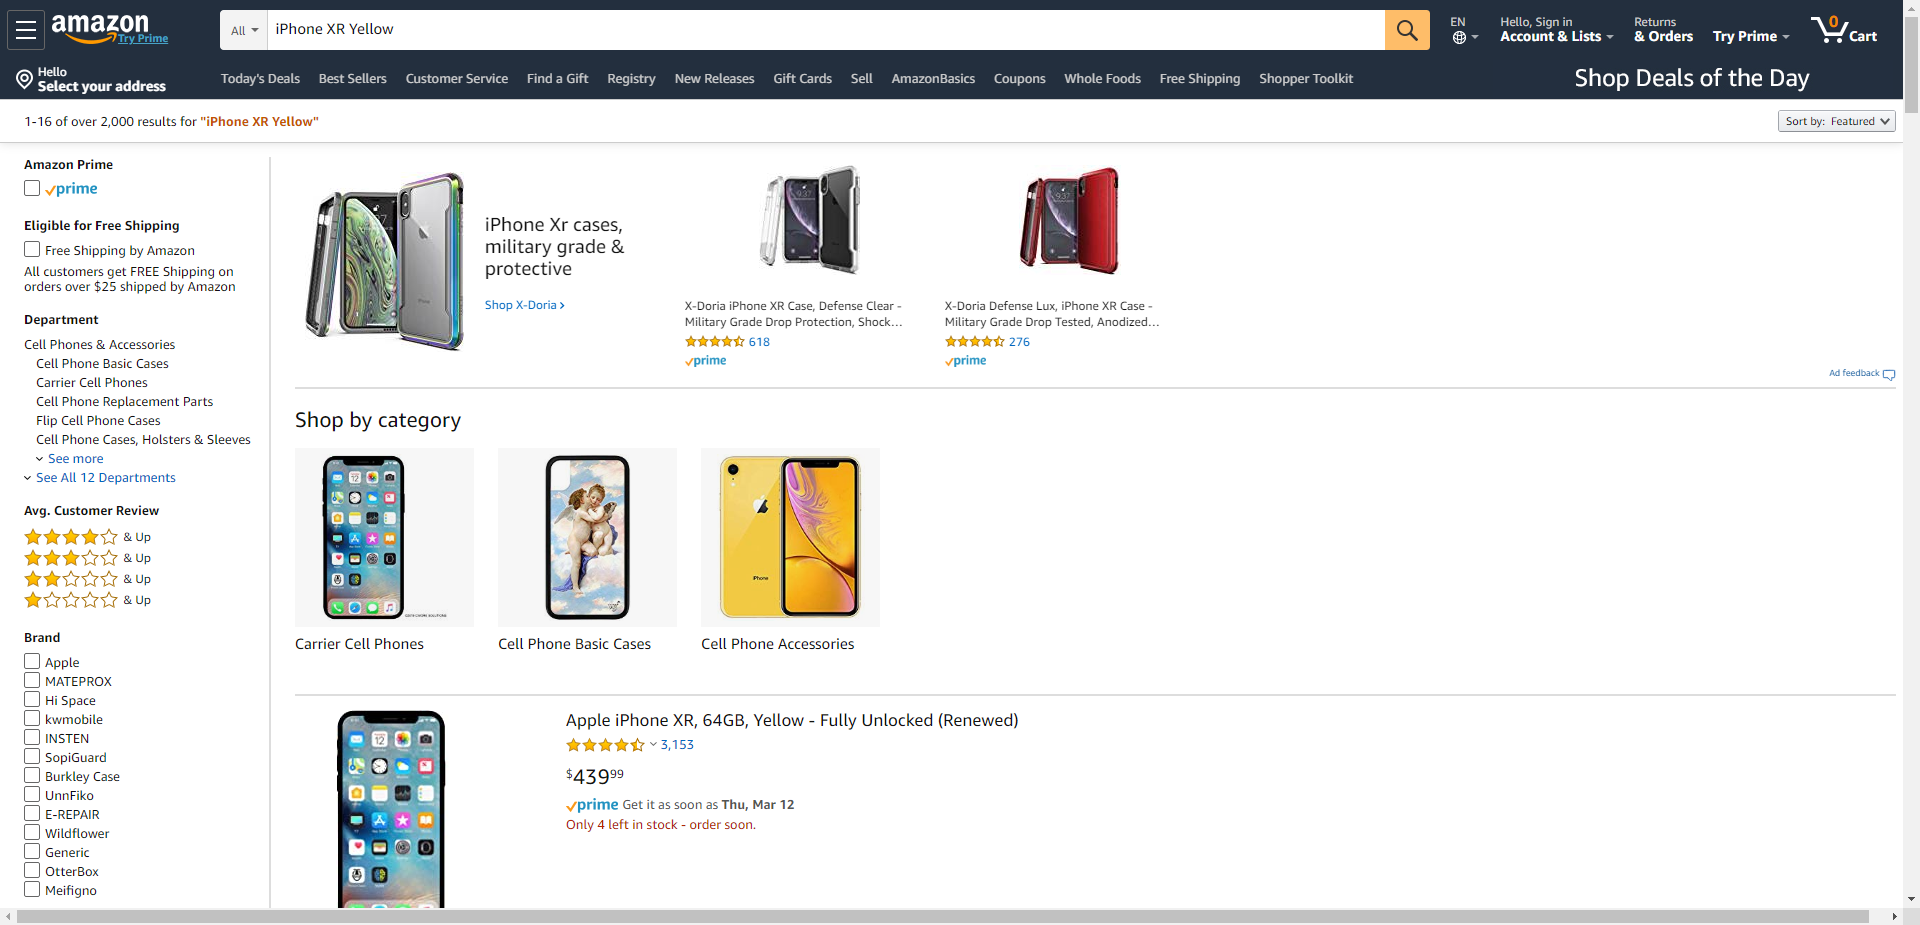 amazon
Try Prime
All
iPhone XR Yellow
EN
Hello, Sign in
Account & Lists
Returns
& Orders
Try Prime
0
Cart
Hello
Select your address
Today's Deals
Best Sellers
Customer Service
Find a Gift
Registry
New Releases
Gift Cards
Sell
AmazonBasics
Coupons
Whole Foods
Free Shipping
Shopper Toolkit
Shop Deals of the Day
1-16 of over 2,000 results for "iPhone XR Yellow"
Sort by: Featured
Amazon Prime
prime
Eligible for Free Shipping
Free Shipping by Amazon
All customers get FREE Shipping on
orders over $25 shipped by Amazon
Department
Cell Phones & Accessories
Cell Phone Basic Cases
Carrier Cell Phones
Cell Phone Replacement Parts
Flip Cell Phone Cases
Cell Phone Cases, Holsters & Sleeves
See more
See All 12 Departments
Avg. Customer Review
& Up
& Up
& Up
& Up
Brand
Apple
MATEPROX
Hi Space
kwmobile
INSTEN
SopiGuard
Burkley Case
UnnFiko
E-REPAIR
Wildflower
Generic
OtterBox
Meifigno
iPhone Xr cases,
military grade &
protective
Shop X-Doria
X-Doria iPhone XR Case, Defense Clear -
Military Grade Drop Protection, Shock...
618
prime
X-Doria Defense Lux, iPhone XR Case -
Military Grade Drop Tested, Anodized...
276
prime
Ad feedback
Shop by category
iPhone
Carrier Cell Phones
Cell Phone Basic Cases
Cell Phone Accessories
Apple iPhone XR, 64GB, Yellow - Fully Unlocked (Renewed)
3,153
$439.99
prime Get it as soon as Thu, Mar 12
Only 4 left in stock - order soon.